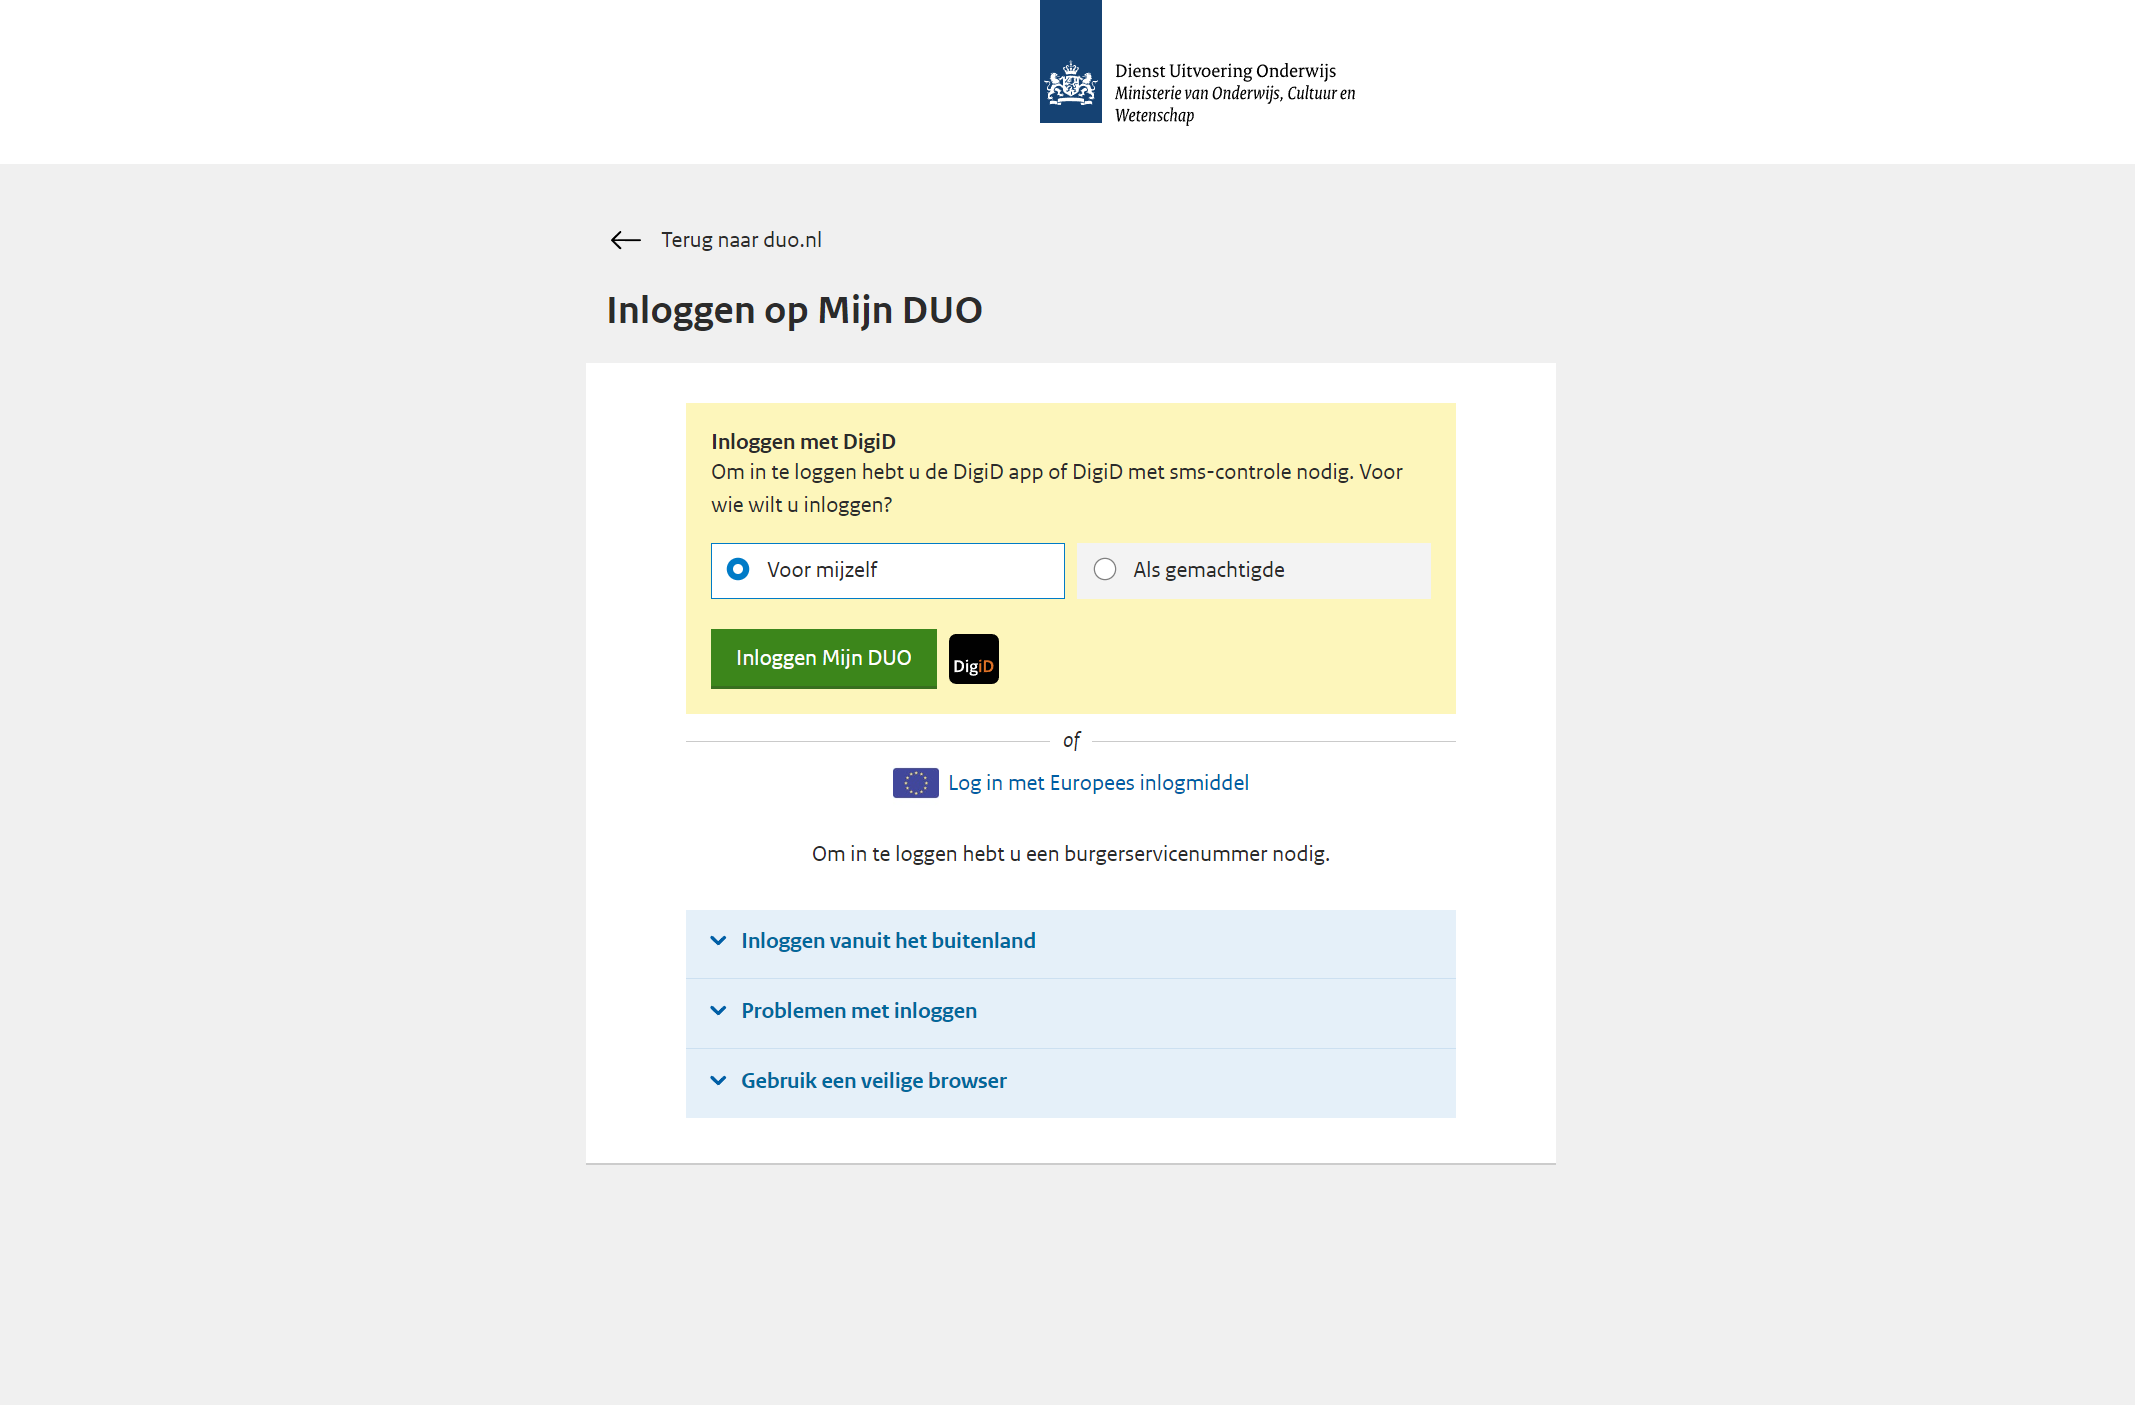 Dienst Uitvoering Onderwijs
Ministerie van Onderwijs, Cultuur en
Wetenschap
Terug naar duo.nl
Inloggen op Mijn DUO
Inloggen met DigiD
Om in te loggen hebt u de DigiD app of DigiD met sms-controle nodig. Voor
wie wilt u inloggen?
Voor mijzelf
Als gemachtigde
Inloggen Mijn DUO
DigiD
of
Log in met Europees inlogmiddel
Om in te loggen hebt u een burgerservicenummer nodig.
Inloggen vanuit het buitenland
Problemen met inloggen
Gebruik een veilige browser